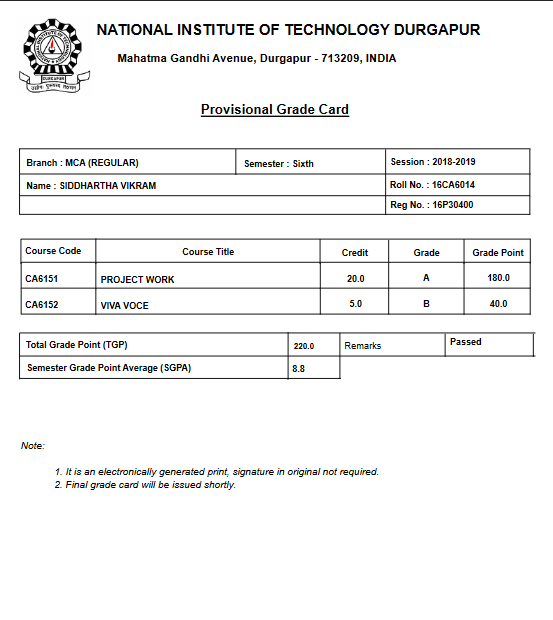 NATIONAL INSTITUTE OF TECHNOLOGY DURGAPUR
Mahatma Gandhi Avenue, Durgapur - 713209, INDIA
DURGAPUR
Provisional Grade Card
Branch : MCA (REGULAR) Semester : Sixth Session : 2018-2019
Name : SIDDHARTHA VIKRAM Roll No. : 16CA6014
Reg No. : 16P30400
Course Code Course Title Credit Grade Grade Point
CA6151 PROJECT WORK 20.0 A 180.0
CA6152 VIVA VOCE 5.0 B 40.0
Total Grade Point (TGP) 220.0 Remarks Passed
Semester Grade Point Average (SGPA) 8.8
Note:
1. It is an electronically generated print, signature in original not required.
2. Final grade card will be issued shortly.